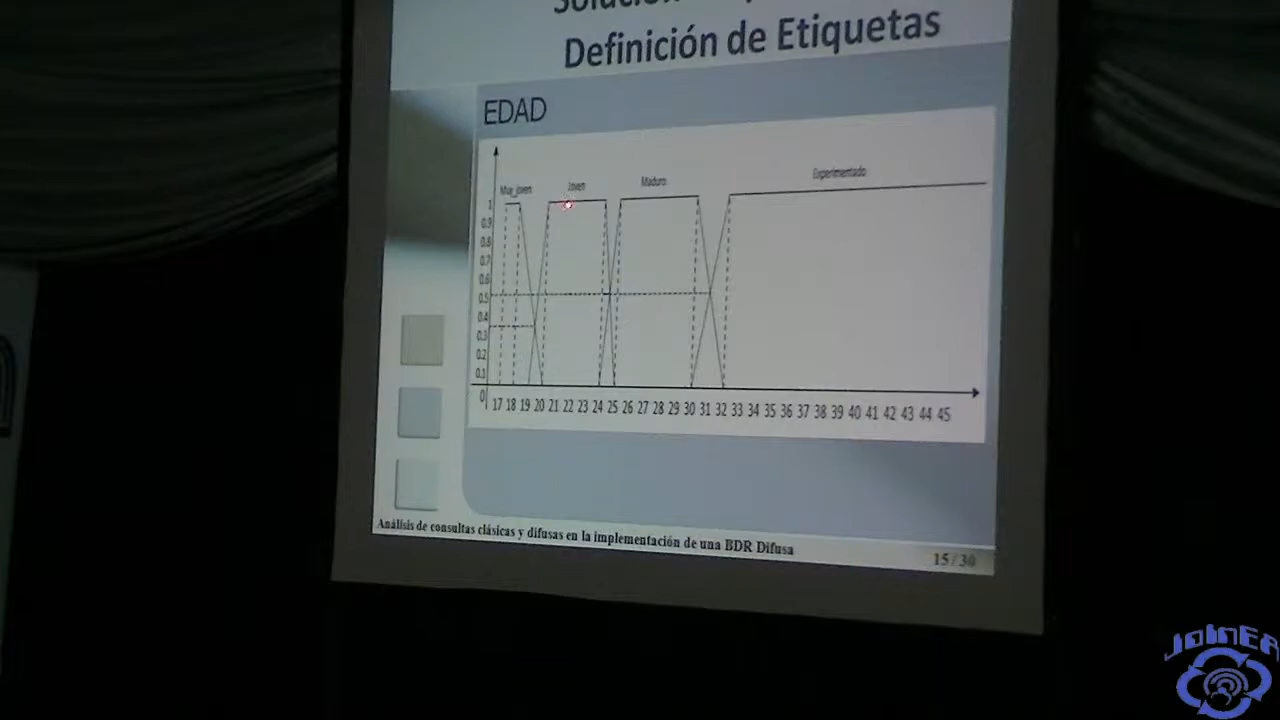 Definición de Etiquetas
EDAD
Muy_joven
Joven
Maduro
Experimentado
1
0.9
0.8
0.7
0.6
0.5
0.4
0.3
0.2
0.1
0
17 18 19 20 21 22 23 24 25 26 27 28 29 30 31 32 33 34 35 36 37 38 39 40 41 42 43 44 45
Análisis de consultas clásicas y difusas en la implementación de una BDR Difusa
15/30